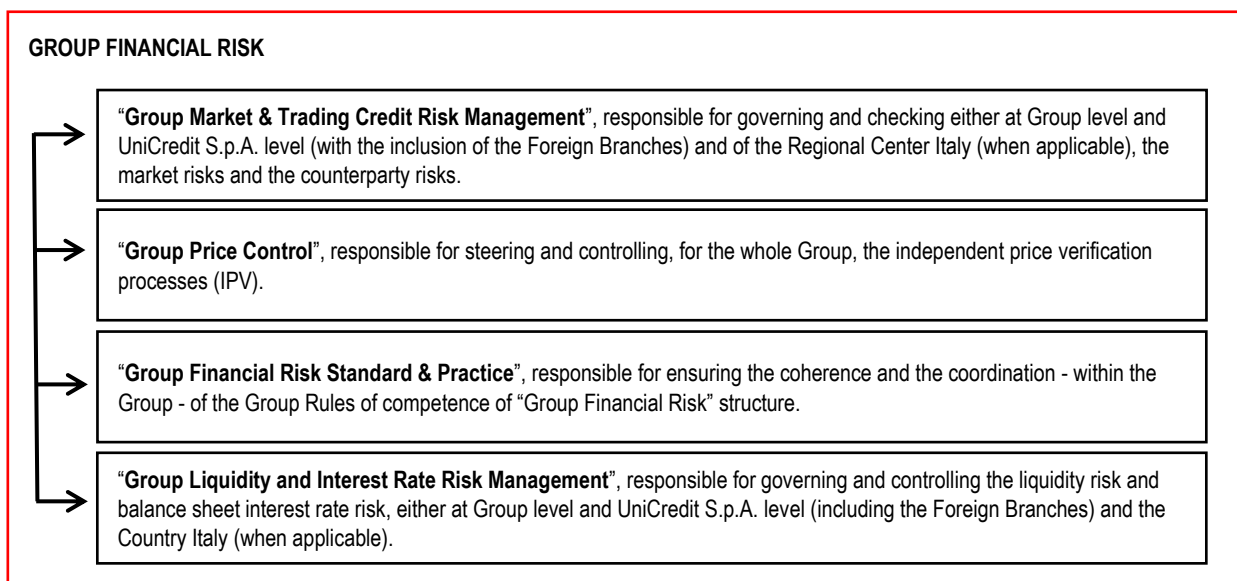 GROUP FINANCIAL RISK
“Group Market & Trading Credit Risk Management”, responsible for governing and checking either at Group level and
UniCredit S.p.A. level (with the inclusion of the Foreign Branches) and of the Regional Center Italy (when applicable), the
market risks and the counterparty risks.
“Group Price Control”, responsible for steering and controlling, for the whole Group, the independent price verification
processes (IPV).
“Group Financial Risk Standard & Practice”, responsible for ensuring the coherence and the coordination - within the
Group - of the Group Rules of competence of “Group Financial Risk” structure.
“Group Liquidity and Interest Rate Risk Management”, responsible for governing and controlling the liquidity risk and
balance sheet interest rate risk, either at Group level and UniCredit S.p.A. level (including the Foreign Branches) and the
Country Italy (when applicable).